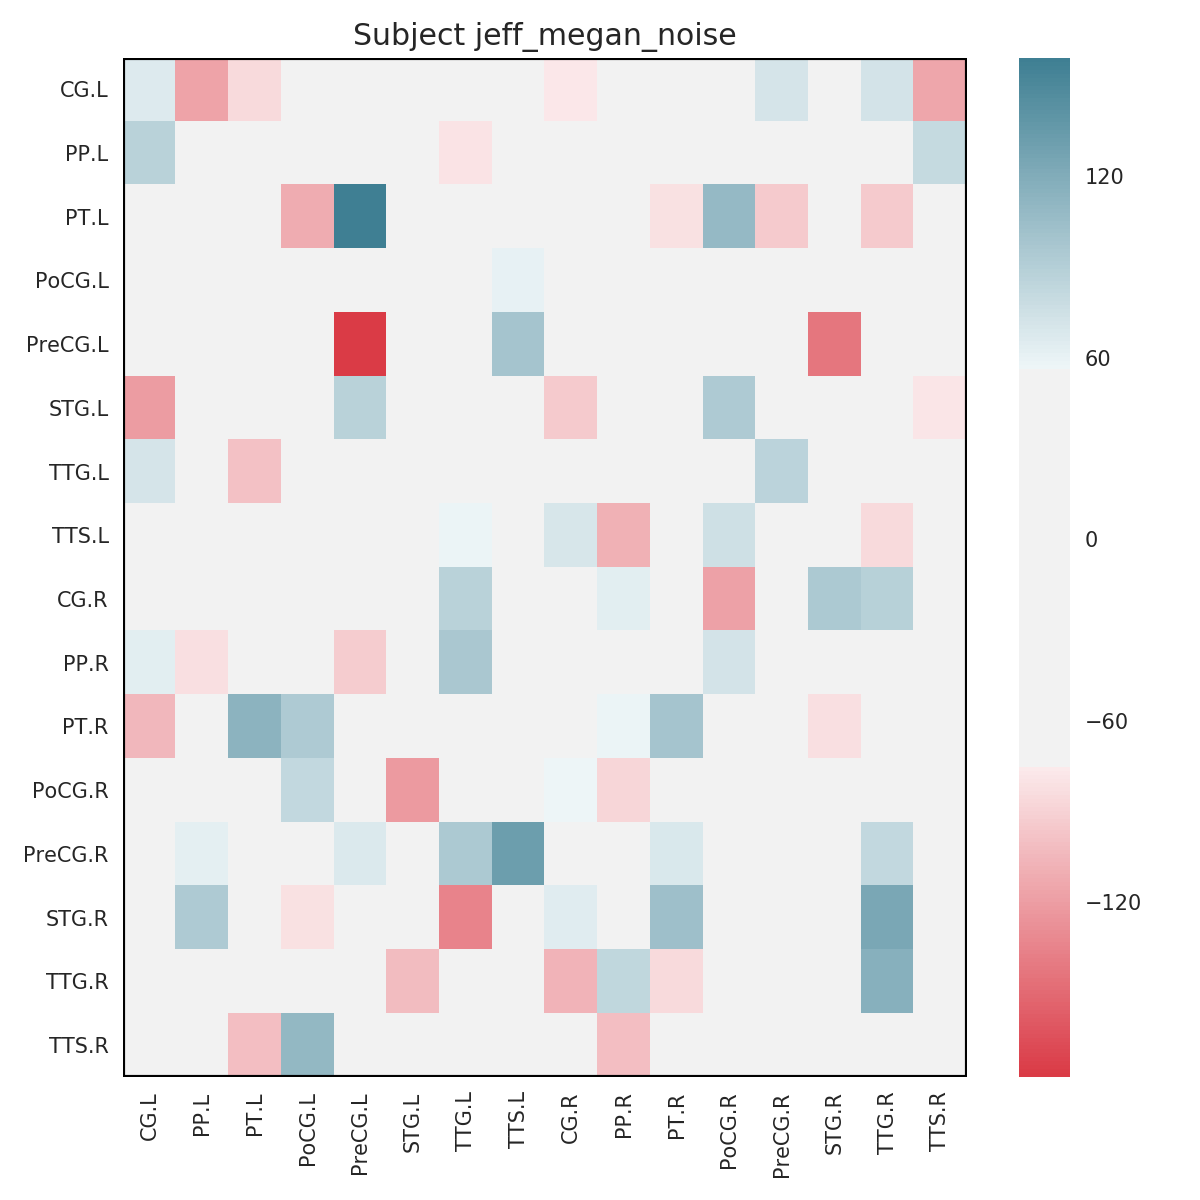 Subject jeff_megan_noise
CG.L
PP.L
PT.L
PoCG.L
PreCG.L
STG.L
TTG.L
TTS.L
CG.R
PP.R
PT.R
PoCG.R
PreCG.R
STG.R
TTG.R
TTS.R
CG.L
PP.L
PT.L
PoCG.L
PreCG.L
STG.L
TTG.L
TTS.L
CG.R
PP.R
PT.R
PoCG.R
PreCG.R
STG.R
TTG.R
TTS.R
120
60
0
−60
−120